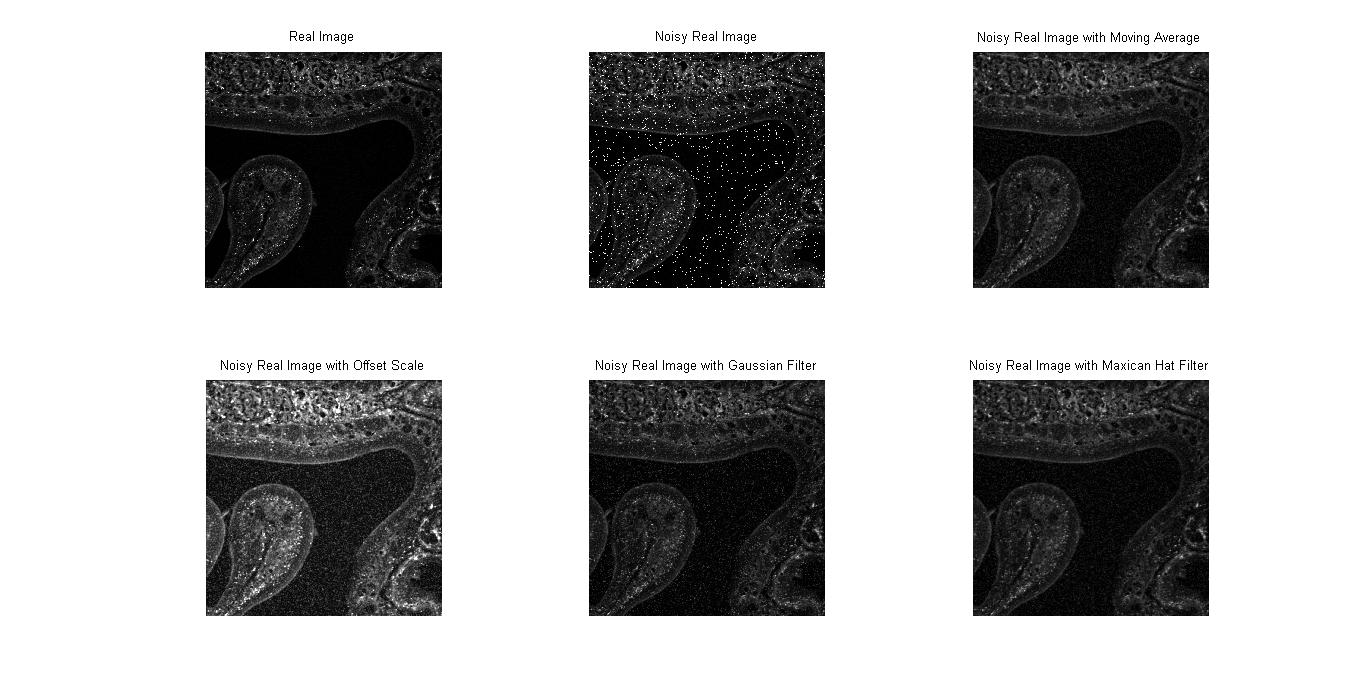 Real Image
Noisy Real Image
Noisy Real Image with Moving Average
Noisy Real Image with Offset Scale
Noisy Real Image with Gaussian Filter
Noisy Real Image with Maxican Hat Filter